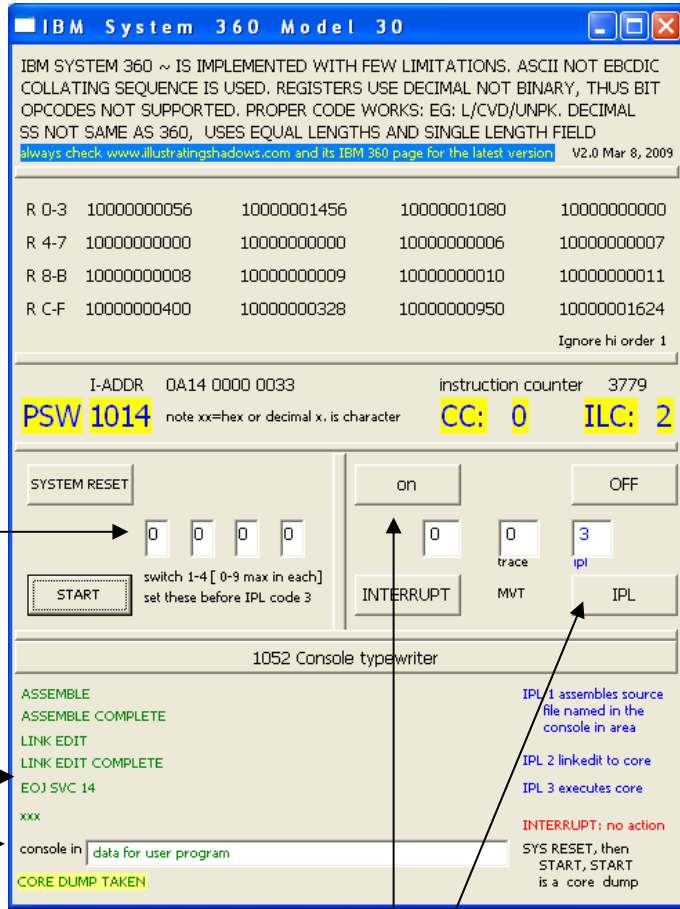 IBM System 360 Model 30
IBM SYSTEM 360 ~ IS IMPLEMENTED WITH FEW LIMITATIONS. ASCII NOT EBCDIC
COLLATING SEQUENCE IS USED. REGISTERS USE DECIMAL NOT BINARY, THUS BIT
OPCODES NOT SUPPORTED. PROPER CODE WORKS: EG: L/CVD/UNPK. DECIMAL
SS NOT SAME AS 360, USES EQUAL LENGTHS AND SINGLE LENGTH FIELD
always check www.illustratingshadows.com and its IBM 360 page for the latest version V2.0 Mar 8, 2009
R 0-3 10000000056 10000001456 10000001080 10000000000
R 4-7 10000000000 10000000000 10000000006 10000000007
R 8-B 10000000008 10000000009 10000000010 10000000011
R C-F 10000000400 10000000328 10000000950 10000001624
Ignore hi order 1
I-ADDR 0A14 0000 0033 instruction counter 3779
PSW 1014 note xx=hex or decimal x. is character CC: 0 ILC: 2
SYSTEM RESET on OFF
0 0 0 0 0 0 3
trace ipl
switch 1-4 [ 0-9 max in each]
START set these before IPL code 3 INTERRUPT MVT IPL
1052 Console typewriter
ASSEMBLE
ASSEMBLE COMPLETE
LINK EDIT
LINK EDIT COMPLETE
EOJ SVC 14
xxx
console in data for user program
CORE DUMP TAKEN
IPL 1 assembles source
file named in the
console in area
IPL 2 linkedit to core
IPL 3 executes core
INTERRUPT: no action
SYS RESET, then
START, START
is a core dump